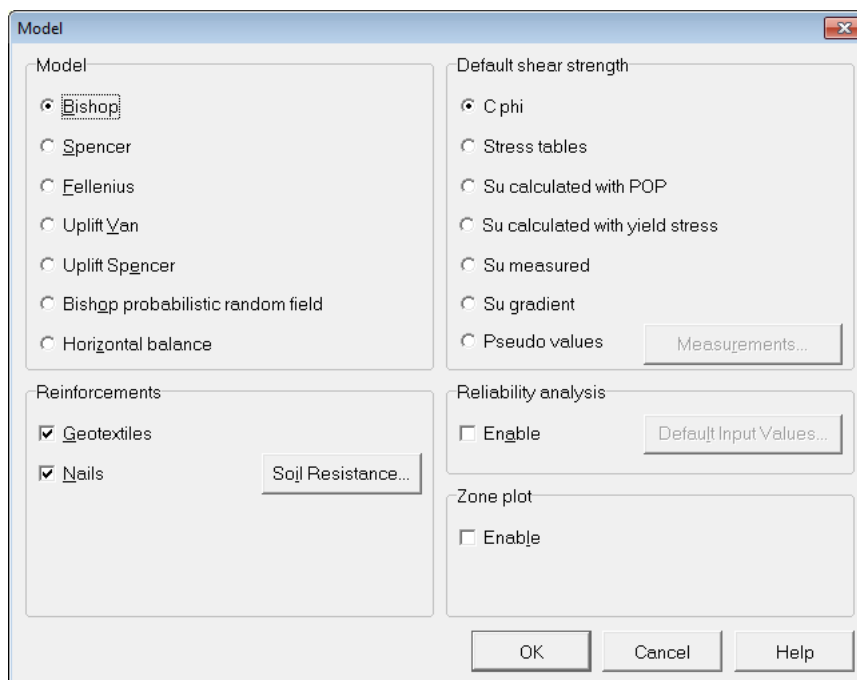 Model
Model
Bishop
Spencer
Fellenius
Uplift Van
Uplift Spencer
Bishop probabilistic random field
Horizontal balance
Default shear strength
C phi
Stress tables
Su calculated with POP
Su calculated with yield stress
Su measured
Su gradient
Pseudo values
Measurements...
Reinforcements
Geotextiles
Nails
Soil Resistance...
Reliability analysis
Enable
Default Input Values...
Zone plot
Enable
OK
Cancel
Help